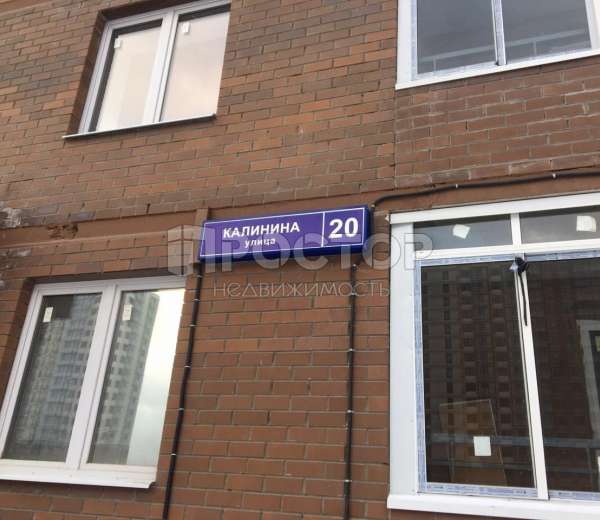 КАЛИНИНА
улица
20
ПРОСТОР
НЕДВИЖИМОСТЬ